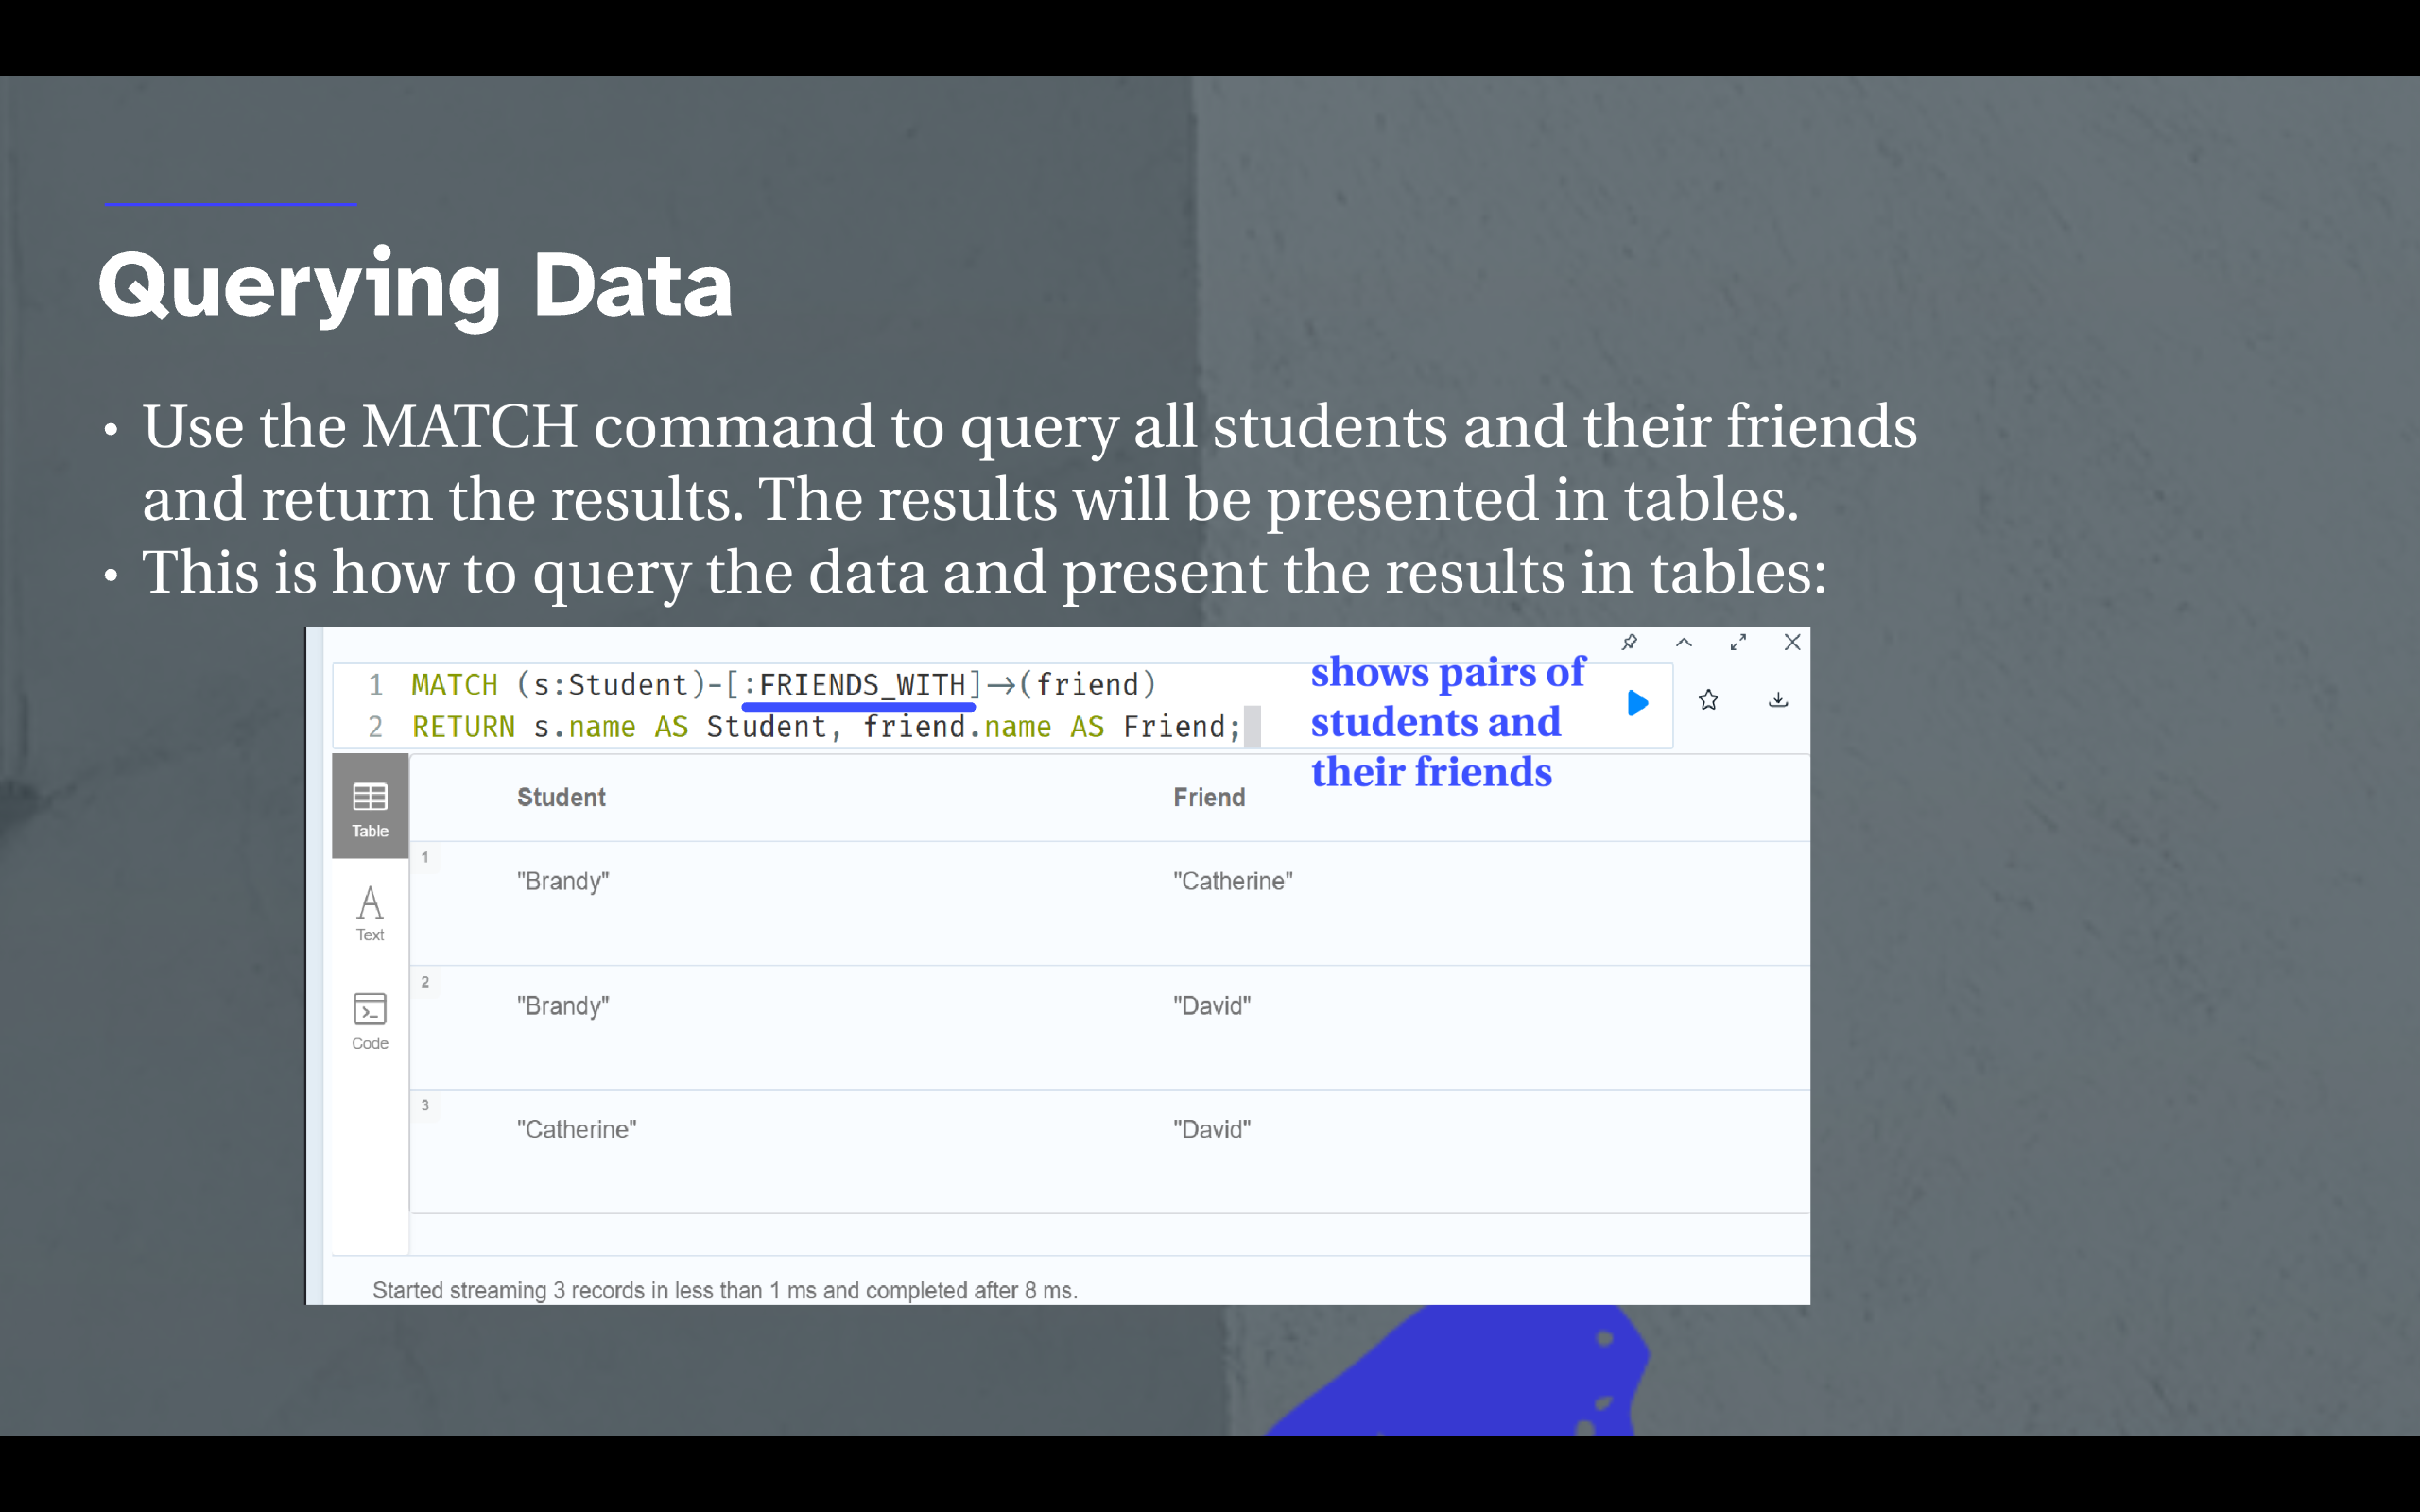 Querying Data
• Use the MATCH command to query all students and their friends
and return the results. The results will be presented in tables.
• This is how to query the data and present the results in tables:
1 MATCH (s:Student)-[:FRIENDS_WITH]→(friend)
2 RETURN s.name AS Student, friend.name AS Friend;
shows pairs of
students and
their friends
Table
Text
Code
Student Friend
1 "Brandy" "Catherine"
2 "Brandy" "David"
3 "Catherine" "David"
Started streaming 3 records in less than 1 ms and completed after 8 ms.